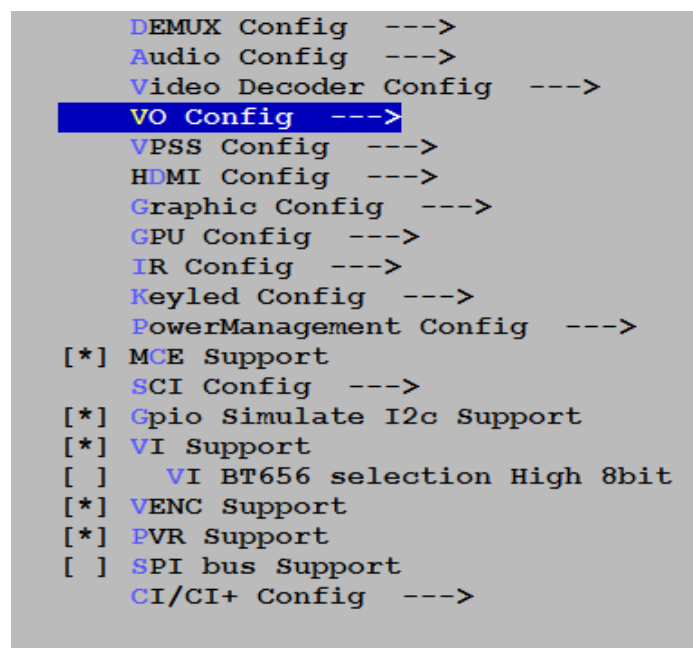 DEMUX Config  --->
Audio Config  --->
Video Decoder Config  --->
VO Config  --->
VPSS Config  --->
HDMI Config  --->
Graphic Config  --->
GPU Config  --->
IR Config  --->
Keyled Config  --->
PowerManagement Config  --->
[*] MCE Support
SCI Config  --->
[*] Gpio Simulate I2c Support
[*] VI Support
[ ]   VI BT656 selection High 8bit
[*] VENC Support
[*] PVR Support
[ ] SPI bus Support
CI/CI+ Config  --->